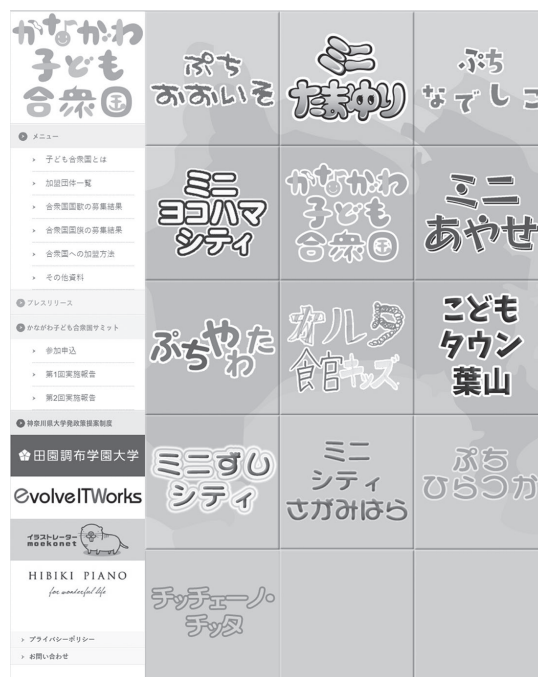 かながわ
子ども
合衆国
メニュー
子ども合衆国とは
加盟団体一覧
合衆国国歌の募集結果
合衆国国旗の募集結果
合衆国への加盟方法
その他資料
プレスリリース
かながわ子ども合衆国サミット
参加申込
第1回実施報告
第2回実施報告
神奈川県大学発政策提案制度
田園調布学園大学
evolveITWorks
イラストレーター
moekonet
HIBIKI PIANO
for wonderful life
プライバシーポリシー
お問い合わせ
ぷち
おおいそ
ミニ
たまゆり
ぷち
なでしこ
ミニ
ヨコハマ
シティ
かながわ
子ども
合衆国
ミニ
あやせ
ぷちやわた
オルタ
食官キッズ
こども
タウン
葉山
ミニずし
シティ
ミニ
シティ
さがみはら
ぷち
ひらつか
チッチェーノ・
チッタ